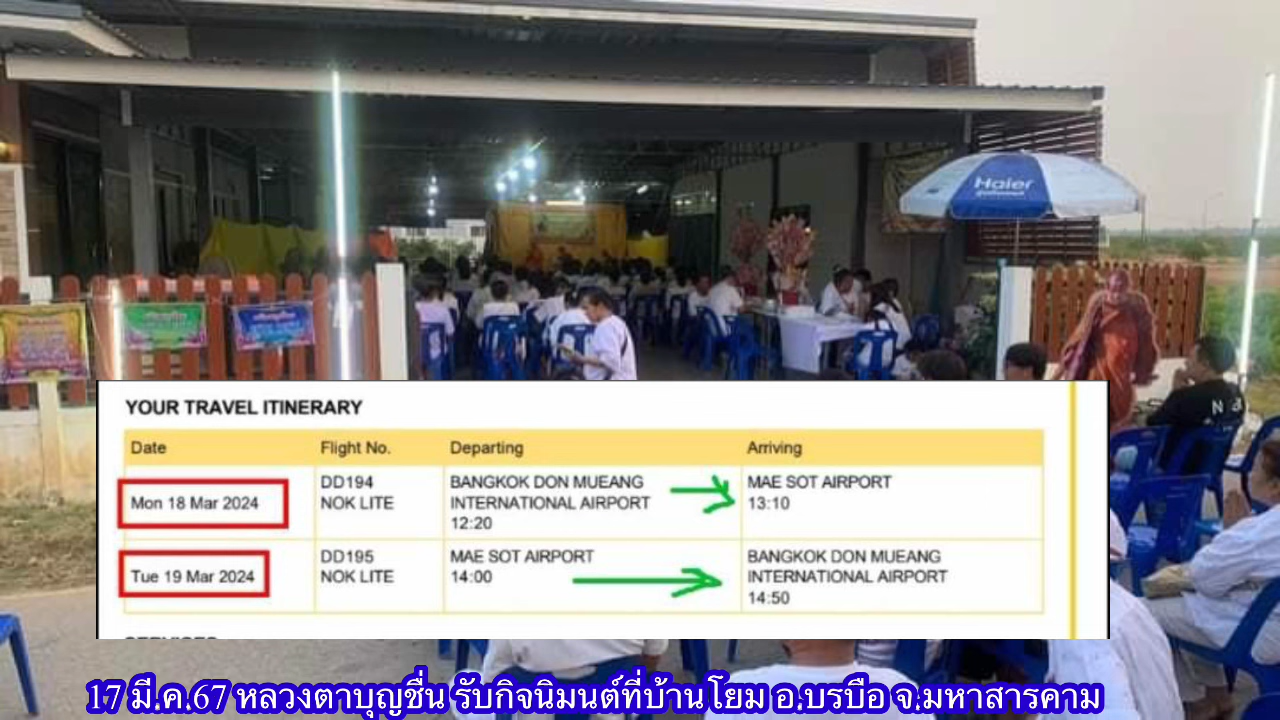 Haier
YOUR TRAVEL ITINERARY
Date Flight No. Departing Arriving
Mon 18 Mar 2024
DD194
NOK LITE
BANGKOK DON MUEANG
INTERNATIONAL AIRPORT
12:20
MAE SOT AIRPORT
13:10
Tue 19 Mar 2024
DD195
NOK LITE
MAE SOT AIRPORT
14:00
BANGKOK DON MUEANG
INTERNATIONAL AIRPORT
14:50
17 มี.ค.67 หลวงตาบุญชื่น รับกิจนิมนต์ที่บ้านโยม อ.บรบือ จ.มหาสารคาม